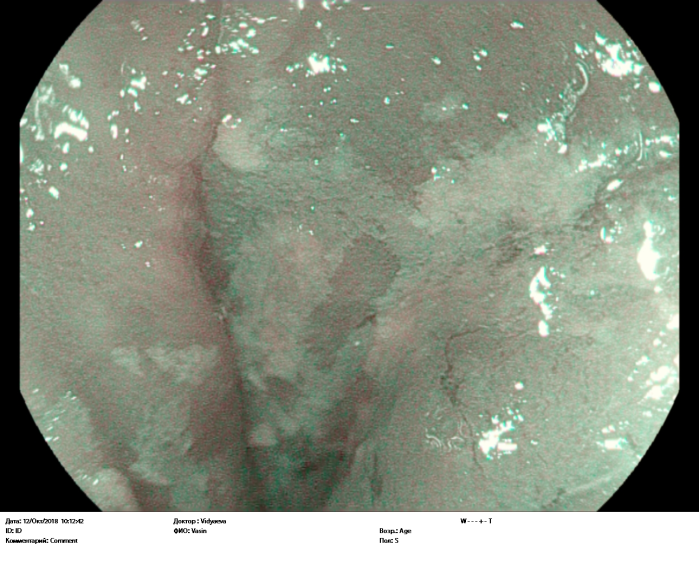 Дата: 12/Окт/2018 10:12:42 Доктор : Vidyaeva W - - - + - T
ID: ID ФИО: Vasin Возр.: Age
Комментарий: Comment Пол: S